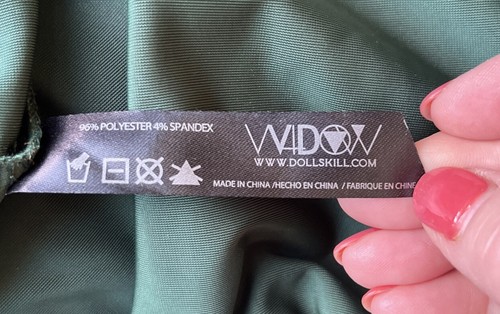 96% POLYESTER 4% SPANDEX
WIDOW
WWW.DOLLSKILL.COM
MADE IN CHINA /HECHO EN CHINA / FABRIQUE EN CHINE